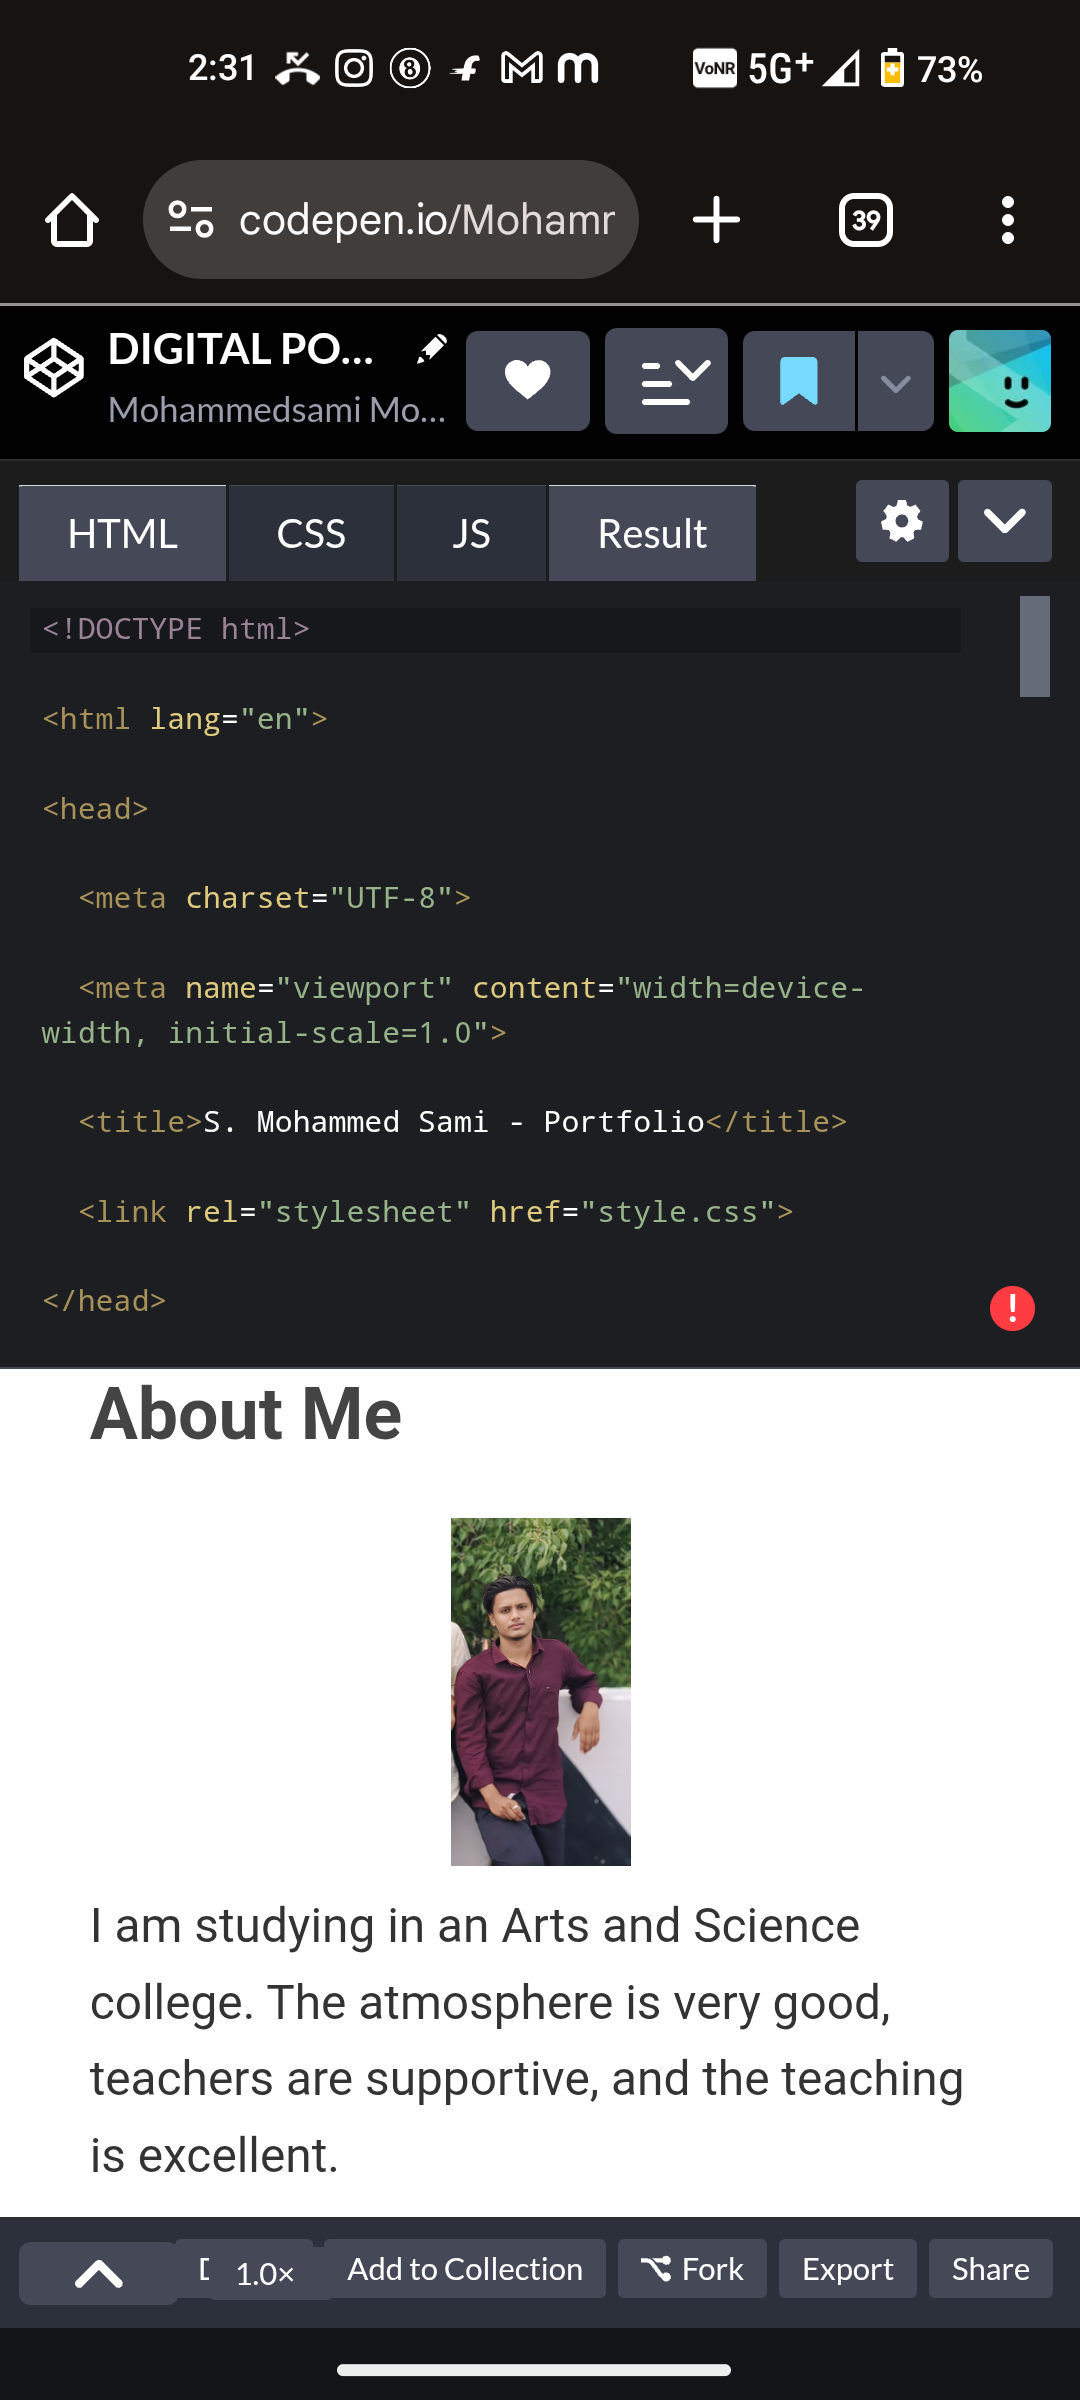 2:31
VoNR 5G+ 73%
codepen.io/Mohamr
39
DIGITAL PO...
Mohammedsami Mo...
HTML CSS JS Result
<!DOCTYPE html>
<html lang="en">
<head>
<meta charset="UTF-8">
<meta name="viewport" content="width=device-
width, initial-scale=1.0">
<title>S. Mohammed Sami - Portfolio</title>
<link rel="stylesheet" href="style.css">
</head>
About Me
I am studying in an Arts and Science
college. The atmosphere is very good,
teachers are supportive, and the teaching
is excellent.
1.0× Add to Collection Fork Export Share